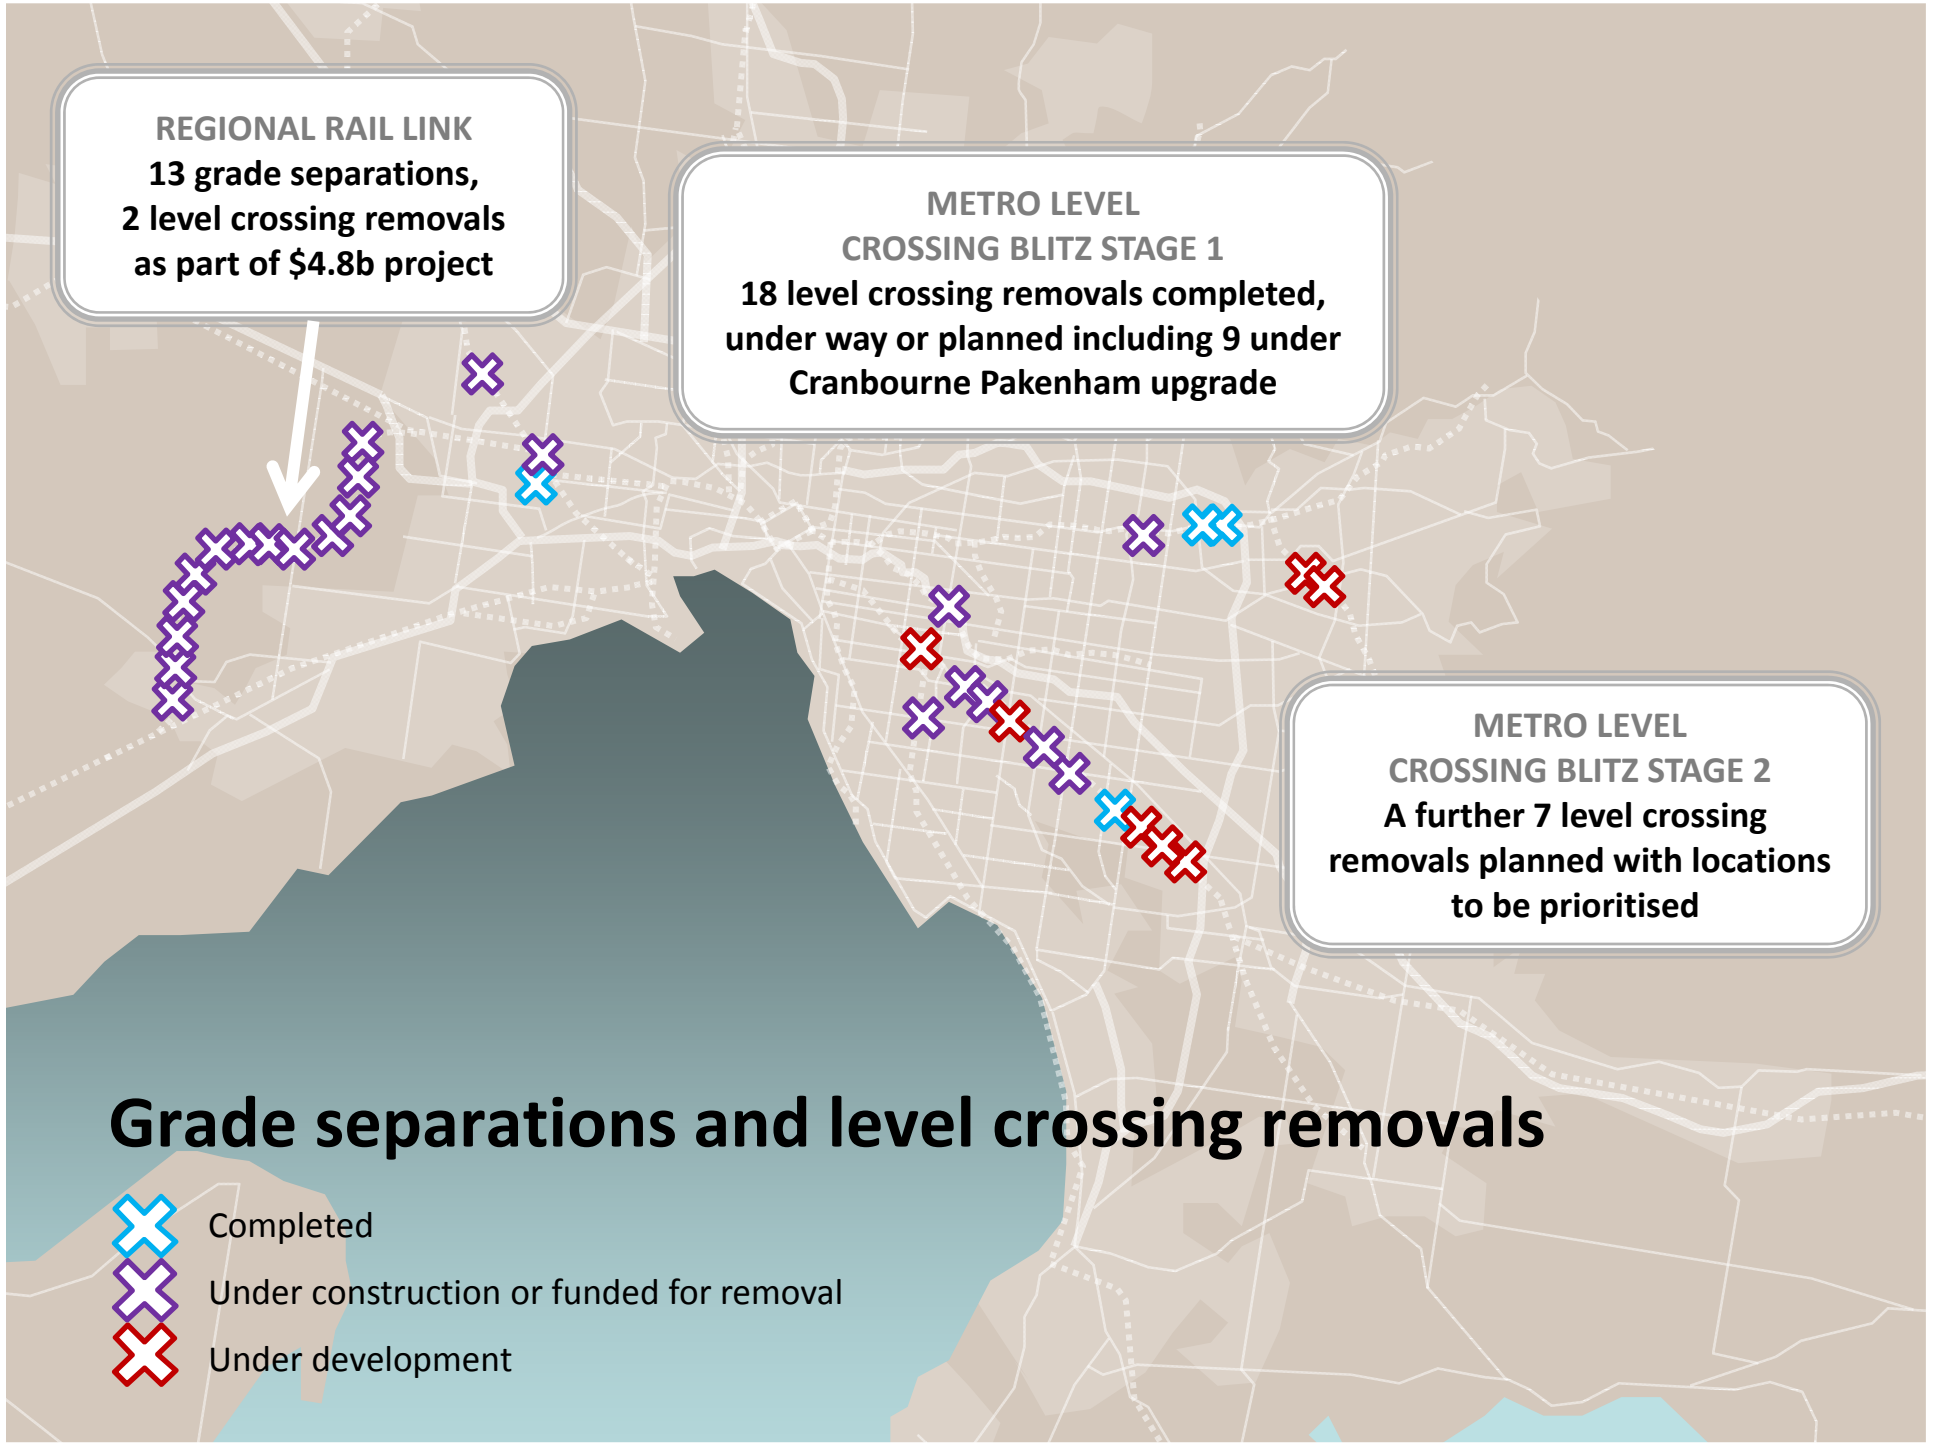 REGIONAL RAIL LINK
13 grade separations,
2 level crossing removals
as part of $4.8b project
METRO LEVEL
CROSSING BLITZ STAGE 1
18 level crossing removals completed,
under way or planned including 9 under
Cranbourne Pakenham upgrade
METRO LEVEL
CROSSING BLITZ STAGE 2
A further 7 level crossing
removals planned with locations
to be prioritised
Grade separations and level crossing removals
Completed
Under construction or funded for removal
Under development